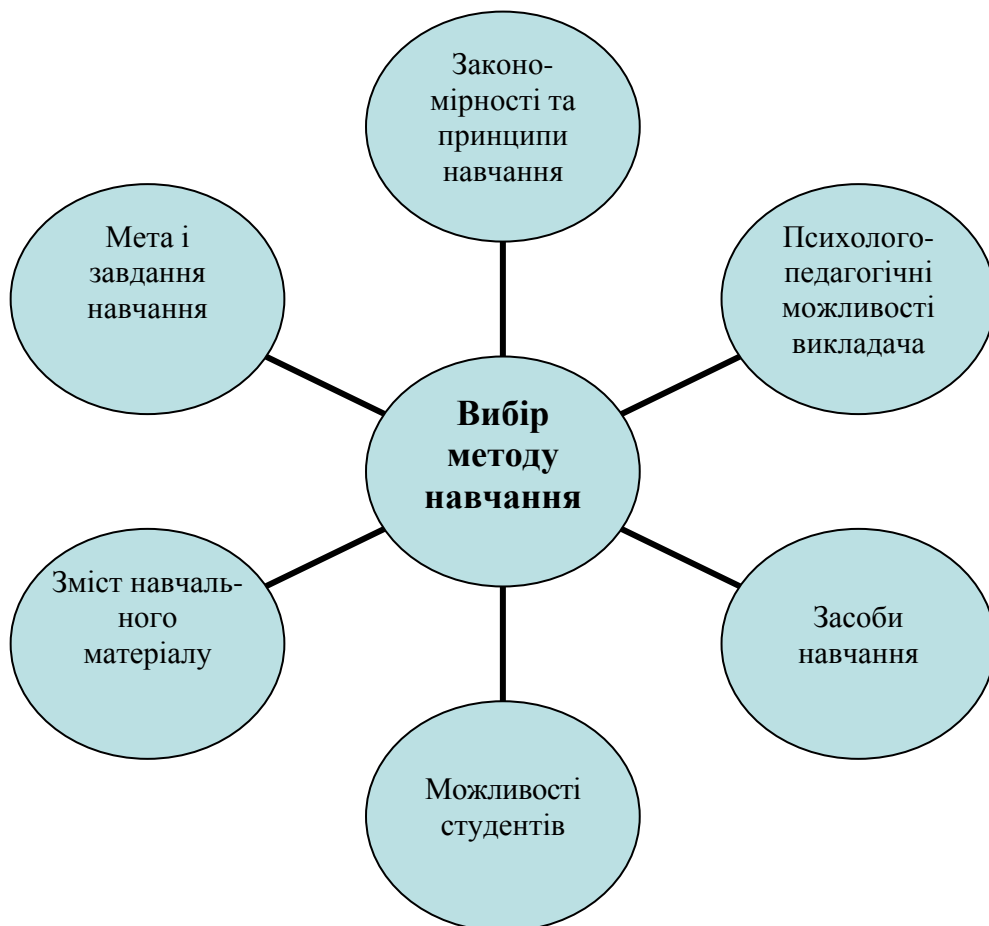 Законо-
мірності та
принципи
навчання
Мета і
завдання
навчання
Психолого-
педагогічні
можливості
викладача
Вибір
методу
навчання
Зміст навчаль-
ного
матеріалу
Засоби
навчання
Можливості
студентів